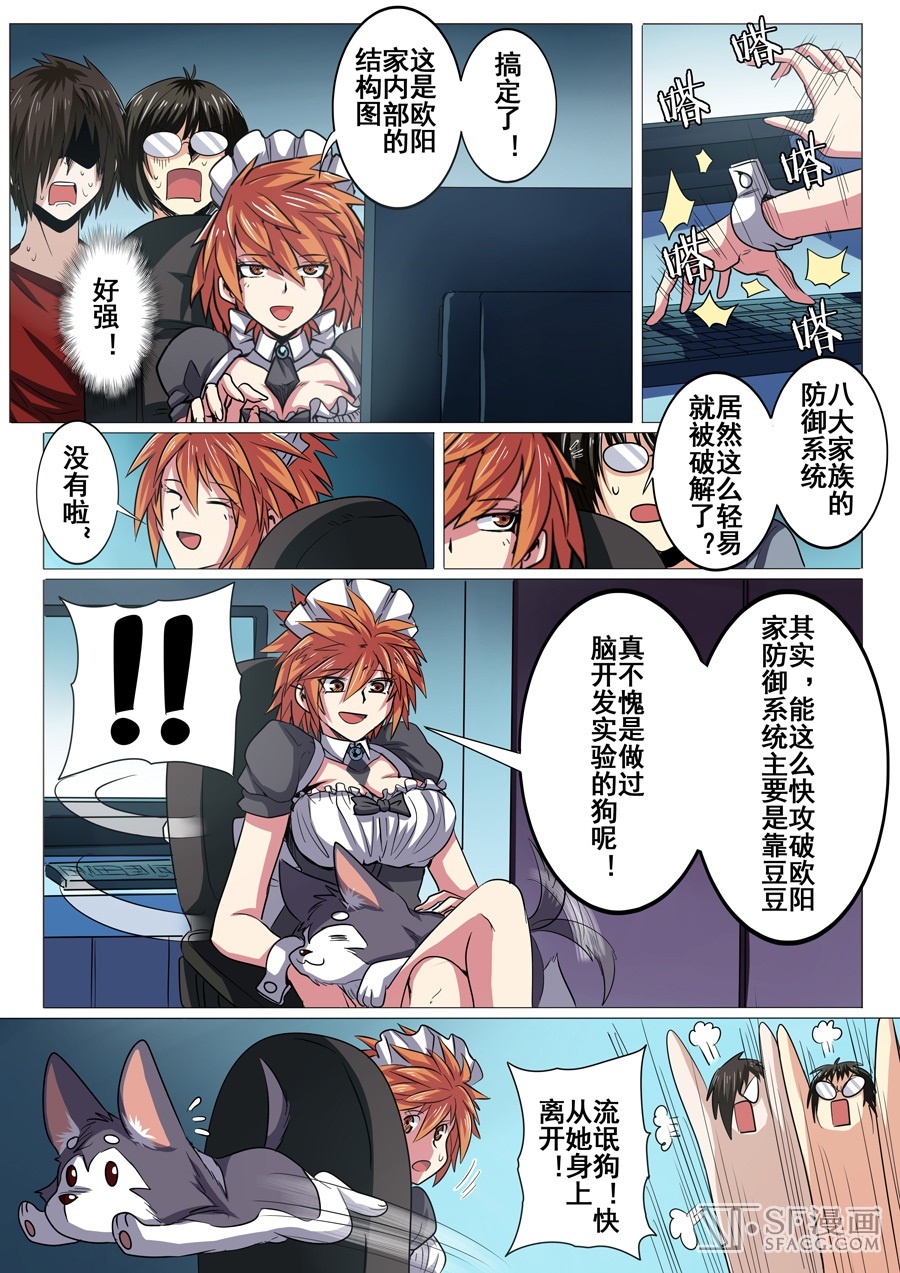 嗒
嗒
嗒
嗒
嗒
搞定了！
这是欧阳
家内部的
结构图
好强！
八大家族的
防御系统
居然这么轻易
就被破解了？
没有啦~
其实，能这么快攻破欧阳
家防御系统主要是靠豆豆
真不愧是做过
脑开发实验的狗呢！
!!
流氓狗！快
从她身上
离开！
SF漫画
SFACG.COM